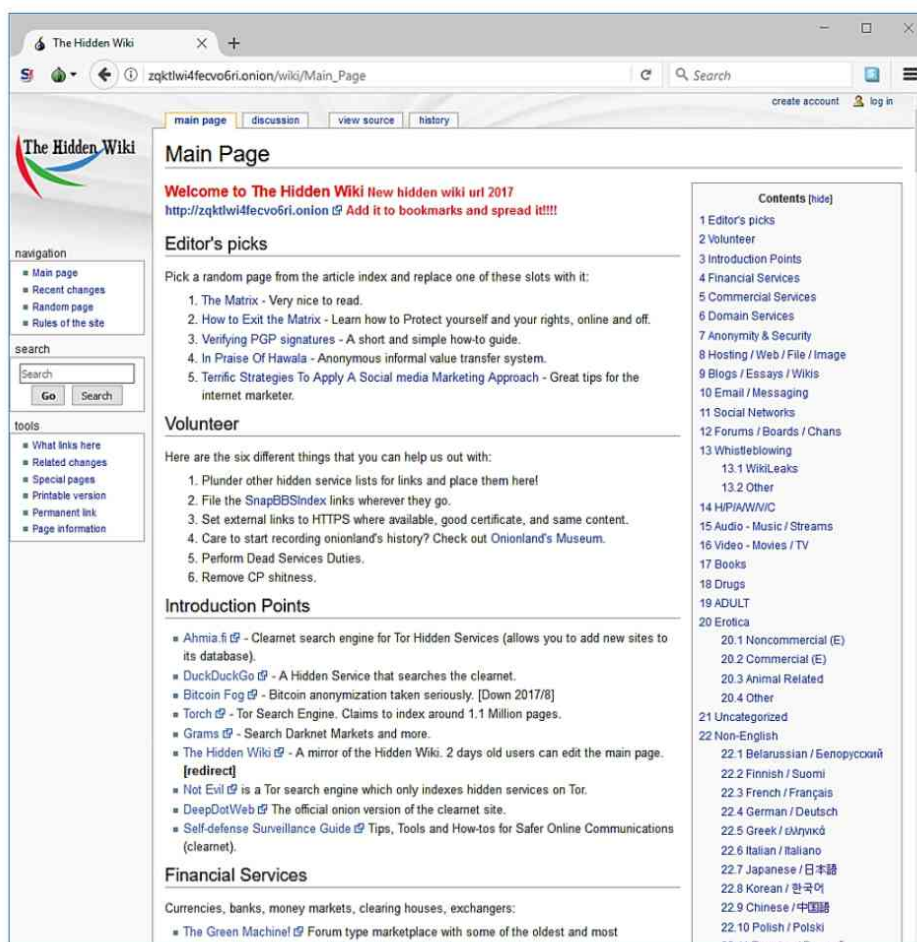 The Hidden Wiki
zqktlwi4fecvo6ri.onion/wiki/Main_Page
Search
create account log in
main page discussion view source history
The Hidden Wiki
Main Page
Welcome to The Hidden Wiki New hidden wiki url 2017
http://zqktlwi4fecvo6ri.onion Add it to bookmarks and spread it!!!!
Editor's picks
Pick a random page from the article index and replace one of these slots with it:
1. The Matrix - Very nice to read.
2. How to Exit the Matrix - Learn how to Protect yourself and your rights, online and off.
3. Verifying PGP signatures - A short and simple how-to guide.
4. In Praise Of Hawala - Anonymous informal value transfer system.
5. Terrific Strategies To Apply A Social media Marketing Approach - Great tips for the
internet marketer.
Volunteer
Here are the six different things that you can help us out with:
1. Plunder other hidden service lists for links and place them here!
2. File the SnapBBSIndex links wherever they go.
3. Set external links to HTTPS where available, good certificate, and same content.
4. Care to start recording onionland's history? Check out Onionland's Museum.
5. Perform Dead Services Duties.
6. Remove CP shitness.
Introduction Points
Ahmia.fi - Clearnet search engine for Tor Hidden Services (allows you to add new sites to
its database).
DuckDuckGo - A Hidden Service that searches the clearnet.
Bitcoin Fog - Bitcoin anonymization taken seriously. [Down 2017/8]
Torch - Tor Search Engine. Claims to index around 1.1 Million pages.
Grams - Search Darknet Markets and more.
The Hidden Wiki - A mirror of the Hidden Wiki. 2 days old users can edit the main page.
[redirect]
Not Evil is a Tor search engine which only indexes hidden services on Tor.
DeepDotWeb The official onion version of the clearnet site.
Self-defense Surveillance Guide Tips, Tools and How-tos for Safer Online Communications
(clearnet).
Financial Services
Currencies, banks, money markets, clearing houses, exchangers:
The Green Machine! Forum type marketplace with some of the oldest and most
navigation
Main page
Recent changes
Random page
Rules of the site
search
Search
Go Search
tools
What links here
Related changes
Special pages
Printable version
Permanent link
Page information
Contents [hide]
1 Editor's picks
2 Volunteer
3 Introduction Points
4 Financial Services
5 Commercial Services
6 Domain Services
7 Anonymity & Security
8 Hosting / Web / File / Image
9 Blogs / Essays / Wikis
10 Email / Messaging
11 Social Networks
12 Forums / Boards / Chans
13 Whistleblowing
13.1 WikiLeaks
13.2 Other
14 H/P/A/W/V/C
15 Audio - Music / Streams
16 Video - Movies / TV
17 Books
18 Drugs
19 ADULT
20 Erotica
20.1 Noncommercial (E)
20.2 Commercial (E)
20.3 Animal Related
20.4 Other
21 Uncategorized
22 Non-English
22.1 Belarussian / Белорусский
22.2 Finnish / Suomi
22.3 French / Français
22.4 German / Deutsch
22.5 Greek / ελληνικά
22.6 Italian / Italiano
22.7 Japanese / 日本語
22.8 Korean / 한국어
22.9 Chinese / 中国語
22.10 Polish / Polski